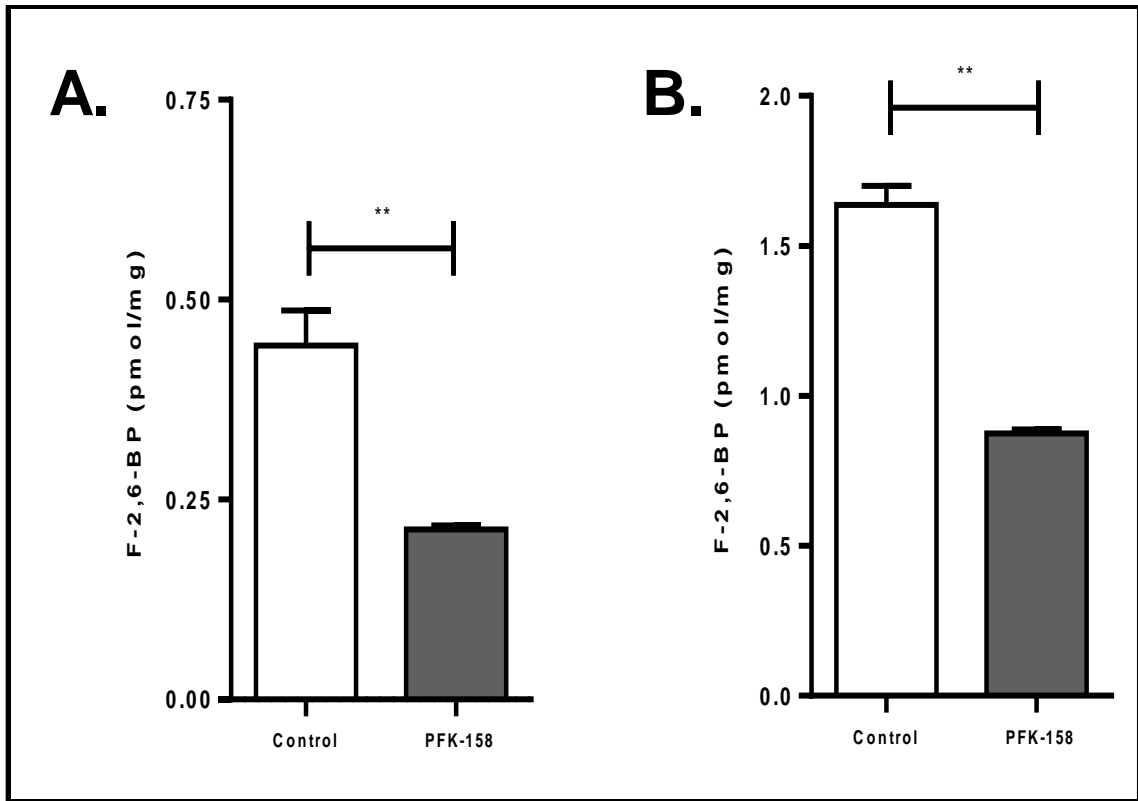 A.
0.75
0.50
0.25
0.00
F-2,6-BP (pmol/mg)
**
Control
PFK-158
B.
2.0
1.5
1.0
0.5
0.0
F-2,6-BP (pmol/mg)
**
Control
PFK-158